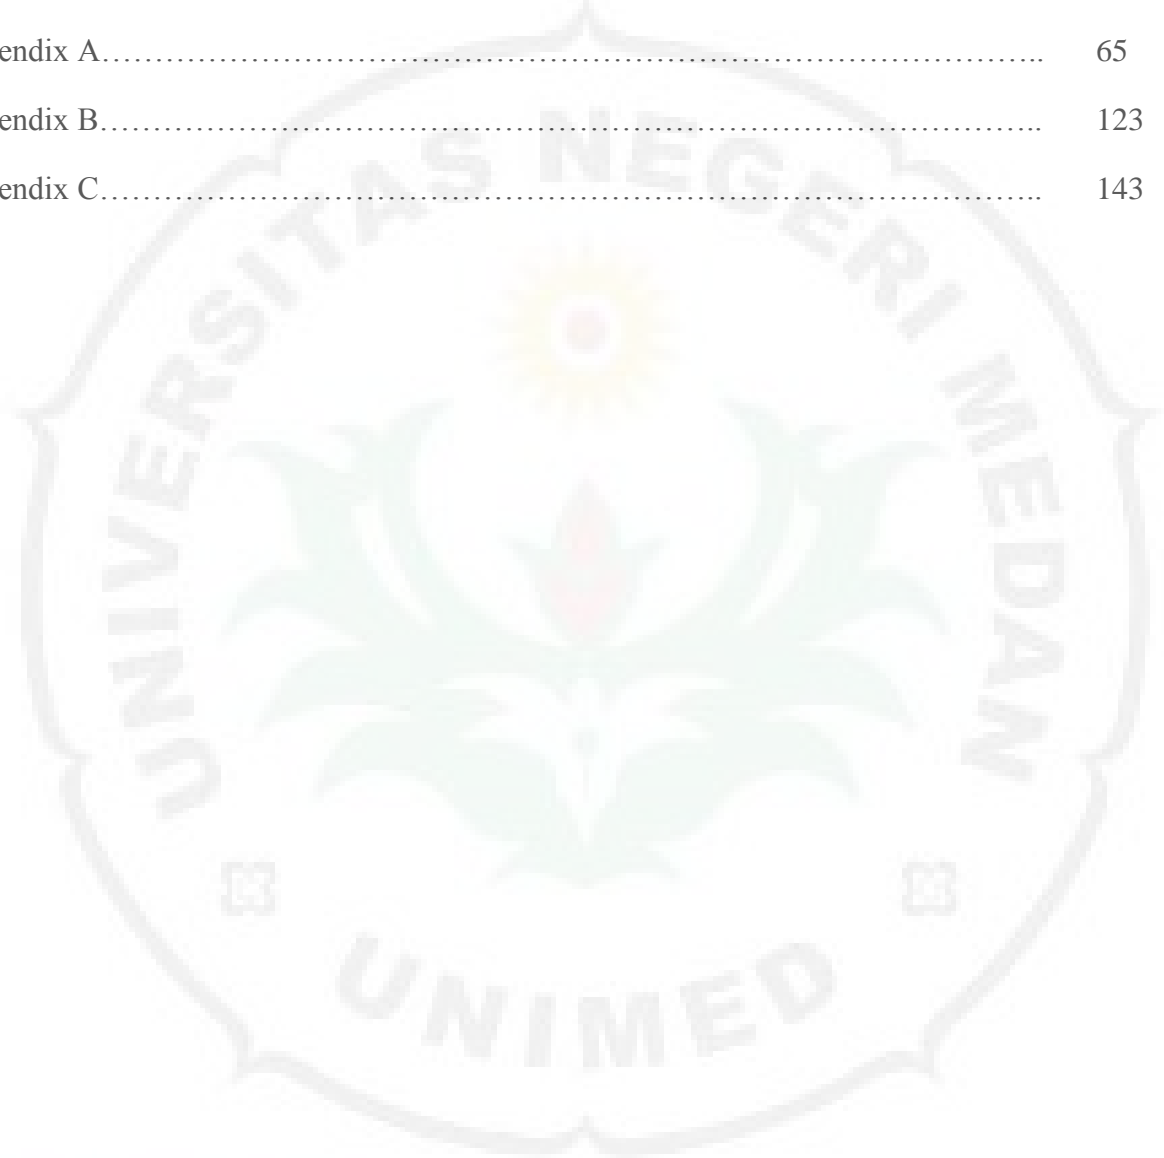 endix A……………………………………………………………………………….. 65
endix B……………………………………………………………………………….. 123
endix C……………………………………………………………………………….. 143
UNIVERSITAS NEGERI MEDAN
UNIMED